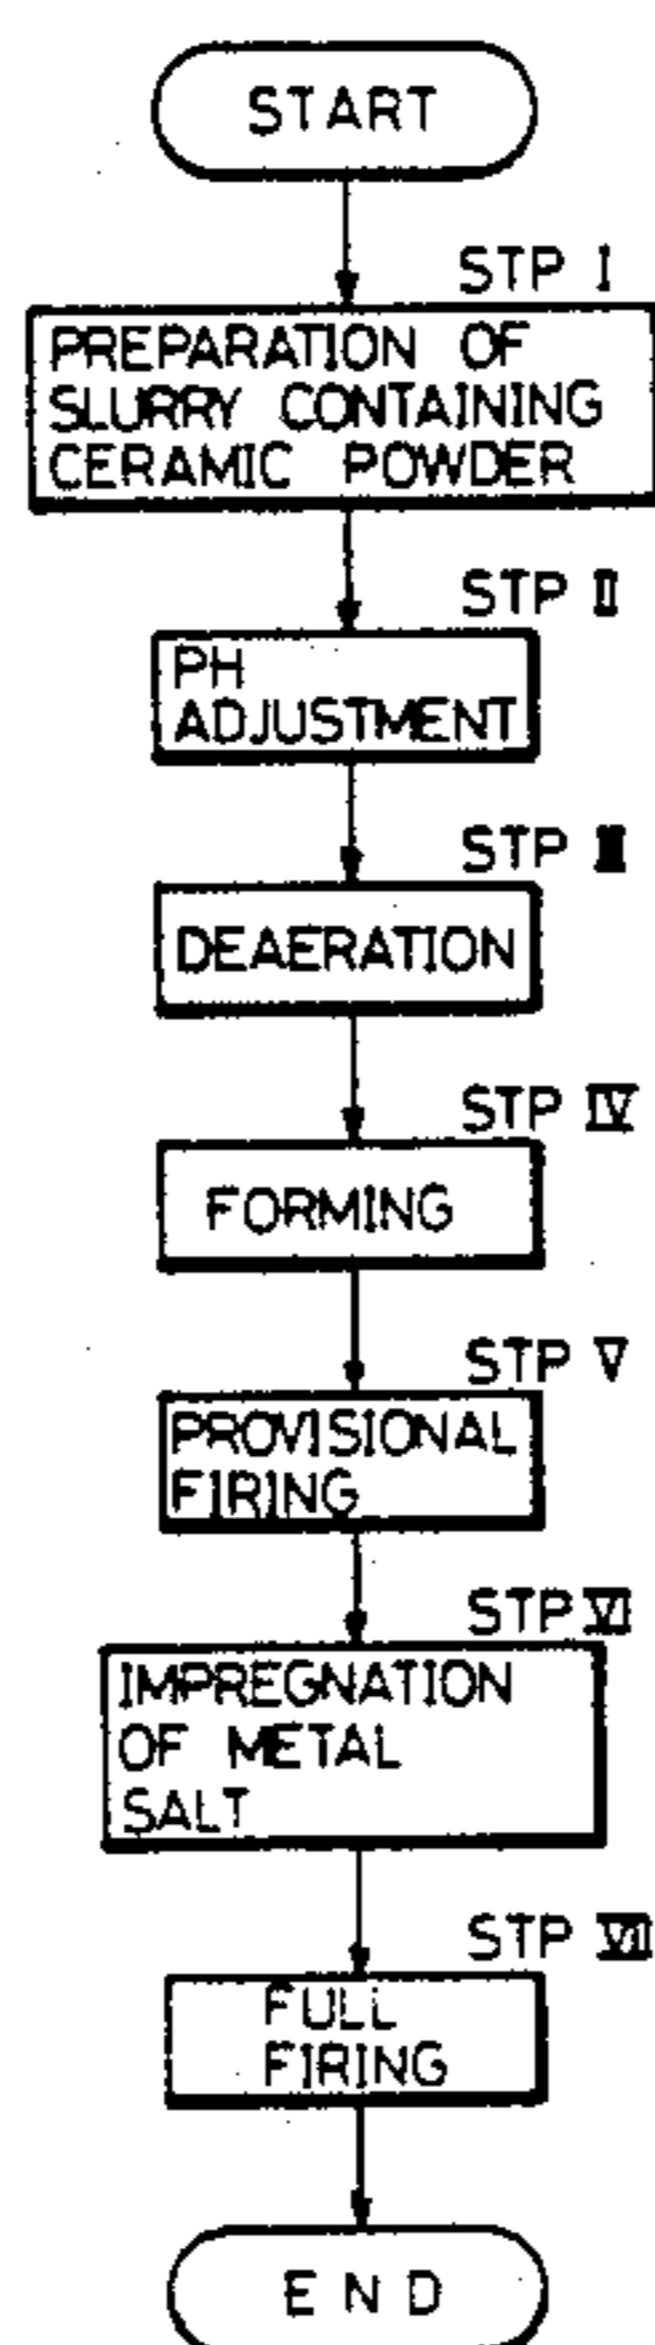 START
STP I
PREPARATION OF
SLURRY CONTAINING
CERAMIC POWDER
STP II
PH
ADJUSTMENT
STP III
DEAERATION
STP IV
FORMING
STP V
PROVISIONAL
FIRING
STP VI
IMPREGNATION
OF METAL
SALT
STP VII
FULL
FIRING
END